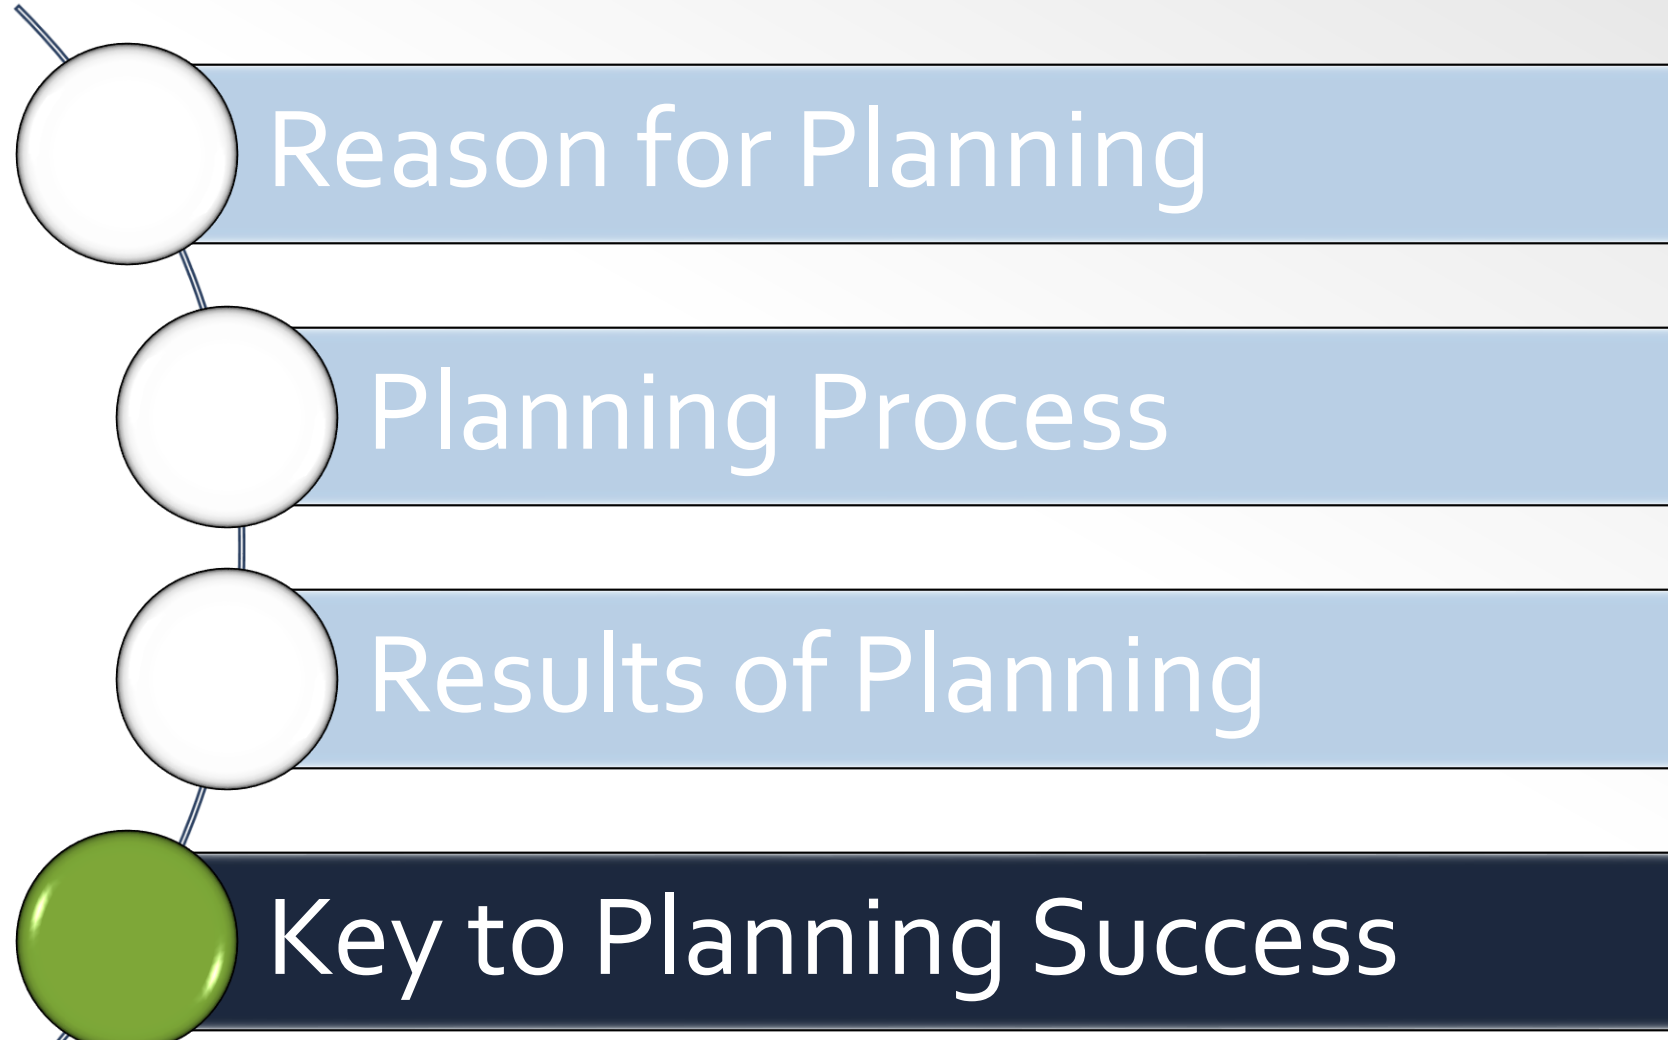 Reason for Planning
Planning Process
Results of Planning
Key to Planning Success